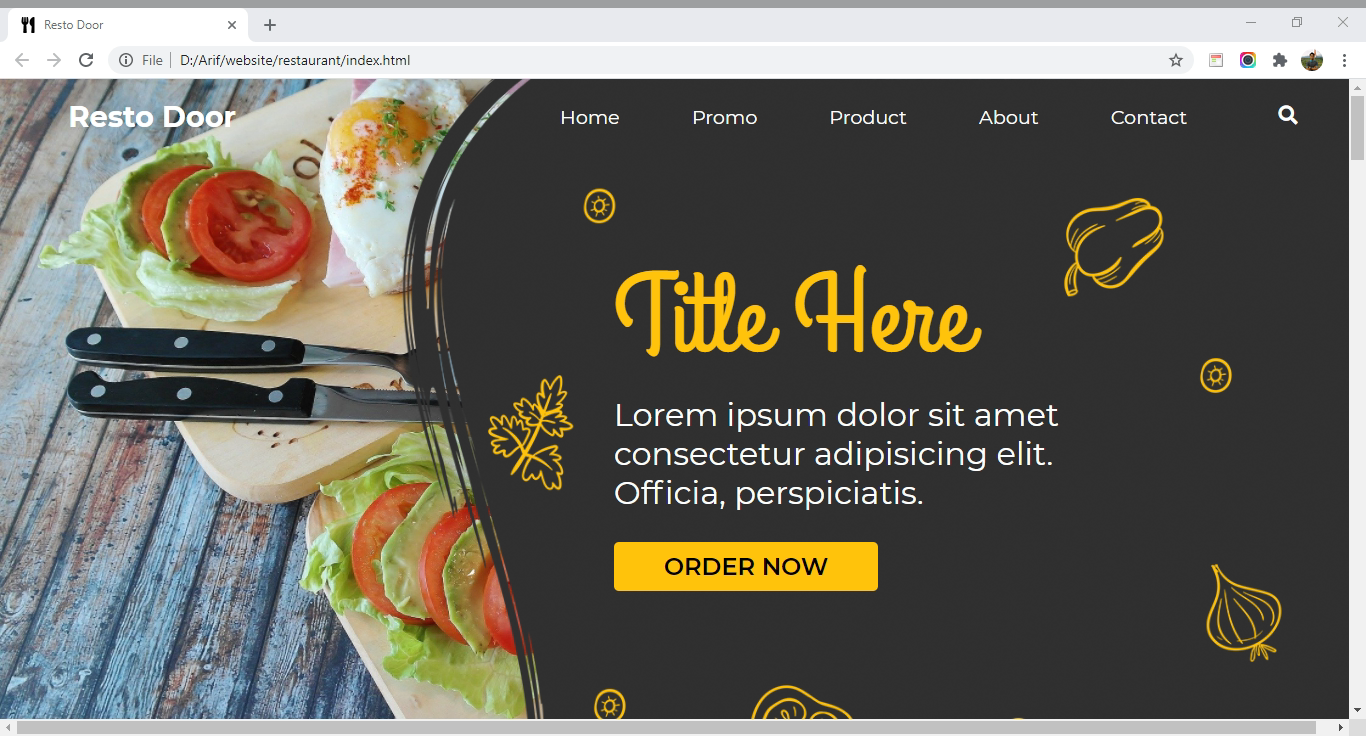 Resto Door
File
D:/Arif/website/restaurant/index.html
Resto Door
Home Promo Product About Contact
Title Here
Lorem ipsum dolor sit amet
consectetur adipisicing elit.
Officia, perspiciatis.
ORDER NOW